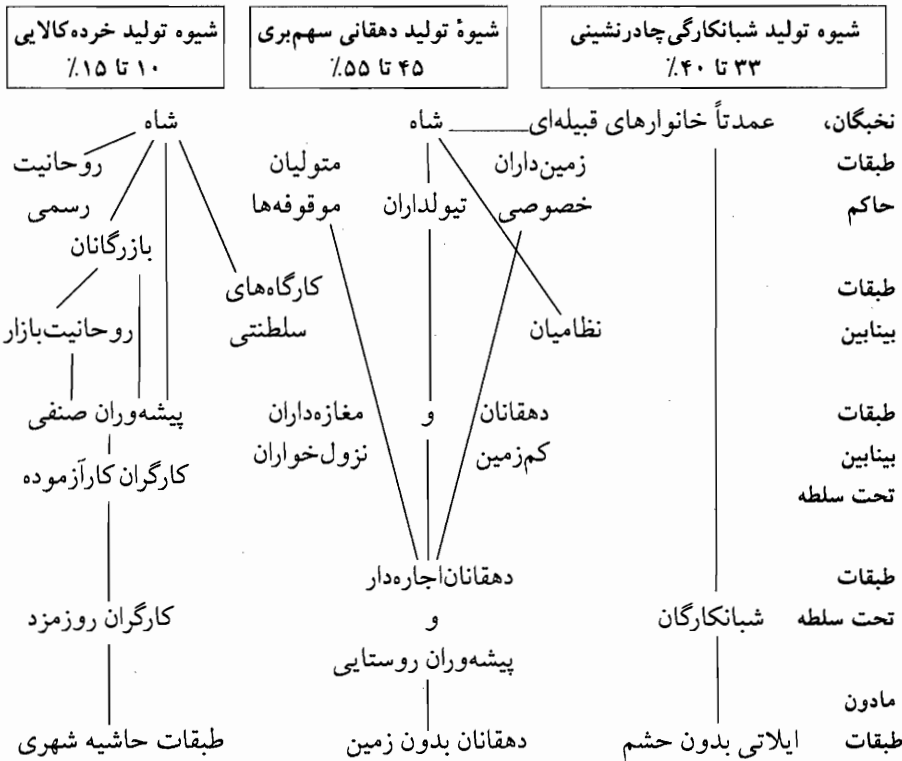 شیوه تولید شبانکارگی چادرنشینی
۳۳ تا ۴۰٪
شیوهٔ تولید دهقانی سهم‌بری
۴۵ تا ۵۵٪
شیوه تولید خرده‌کالایی
۱۰ تا ۱۵٪
نخبگان، عمدتاً خانوارهای قبیله‌ای شاه شاه
طبقات زمین‌داران متولیان روحانیت
حاکم خصوصی تیولداران موقوفه‌ها رسمی
بازرگانان
طبقات کارگاه‌های
بینابین نظامیان سلطنتی روحانیت بازار
طبقات دهقانان و مغازه‌داران پیشه‌وران صنفی
بینابین کم‌زمین نزول‌خواران
کارگران کارآزموده
تحت سلطه
طبقات دهقانان اجاره‌دار
تحت سلطه شبانکارگان و کارگران روزمزد
پیشه‌وران روستایی
مادون
طبقات ایلاتی بدون حشم دهقانان بدون زمین طبقات حاشیه شهری